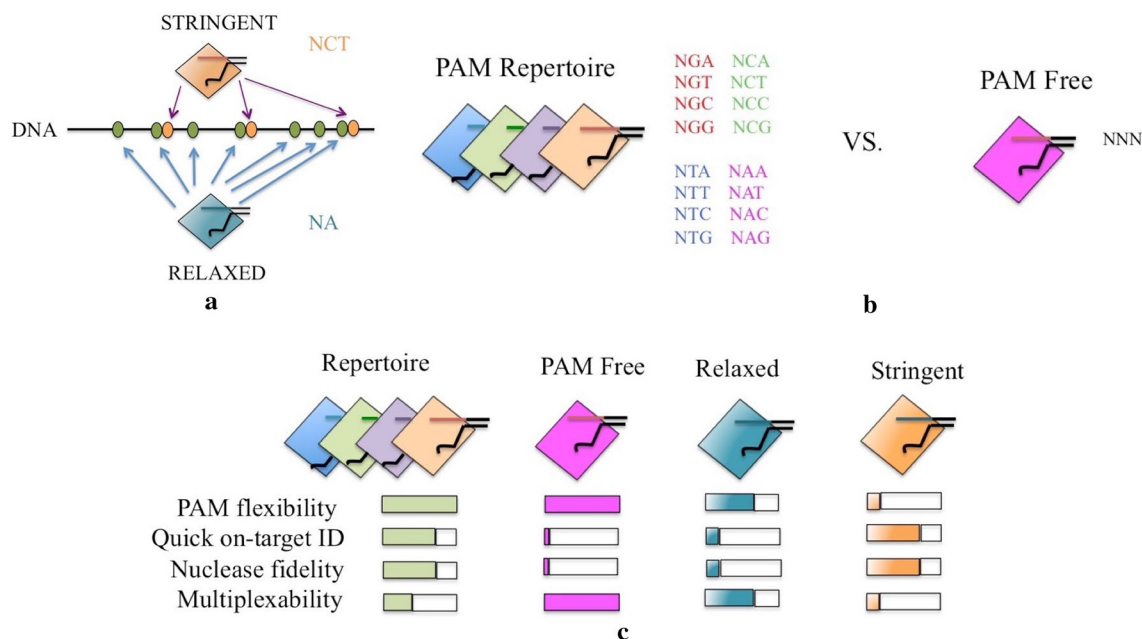 STRINGENT
NCT
DNA
NA
RELAXED
a
PAM Repertoire
NGA NCA
NGT NCT
NGC NCC
NGG NCG
NTA NAA
NTT NAT
NTC NAC
NTG NAG
VS.
PAM Free
NNN
b
Repertoire PAM Free Relaxed Stringent
PAM flexibility
Quick on-target ID
Nuclease fidelity
Multiplexability
c